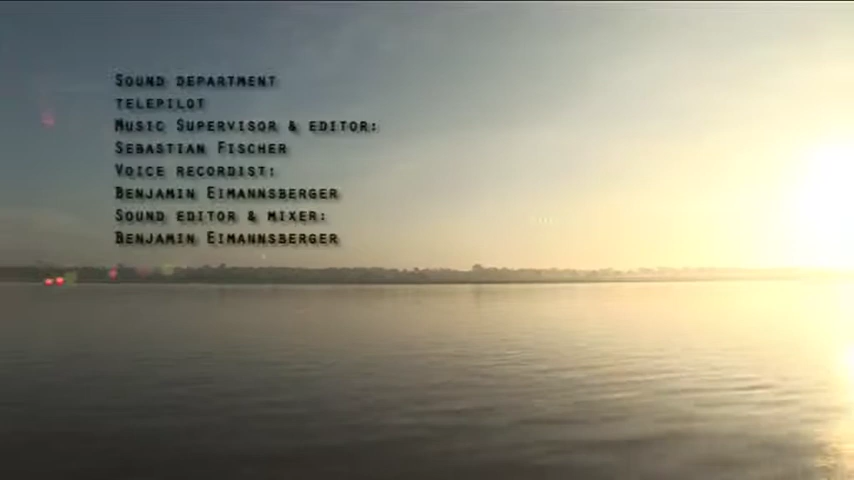 Sound department
telepilot
Music Supervisor & editor:
Sebastian Fischer
Voice recordist:
Benjamin Eimannsberger
Sound editor & mixer:
Benjamin Eimannsberger